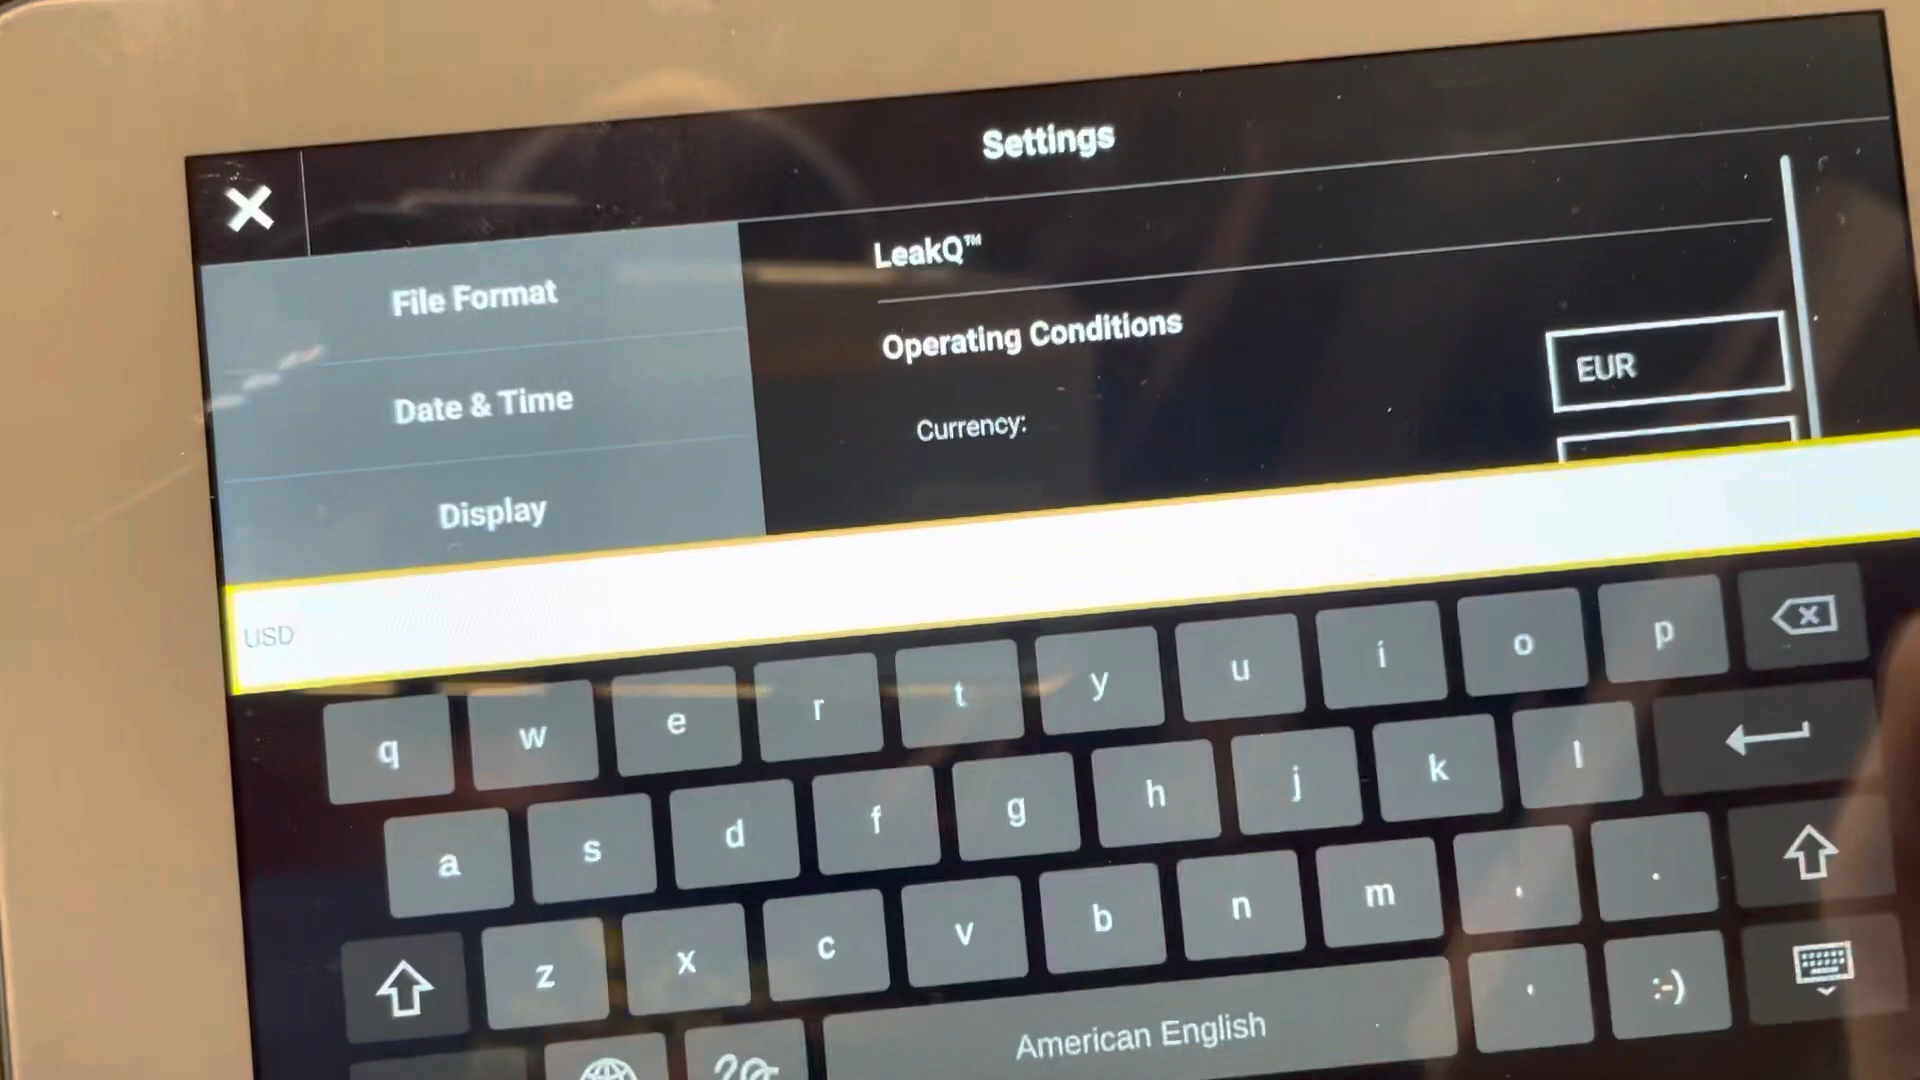 Settings
LeakQ™
File Format
Operating Conditions
EUR
Date & Time
Currency:
Display
USD
q w e r t y u i o p
a s d f g h j k l
z x c v b n m , .
American English ' :-)